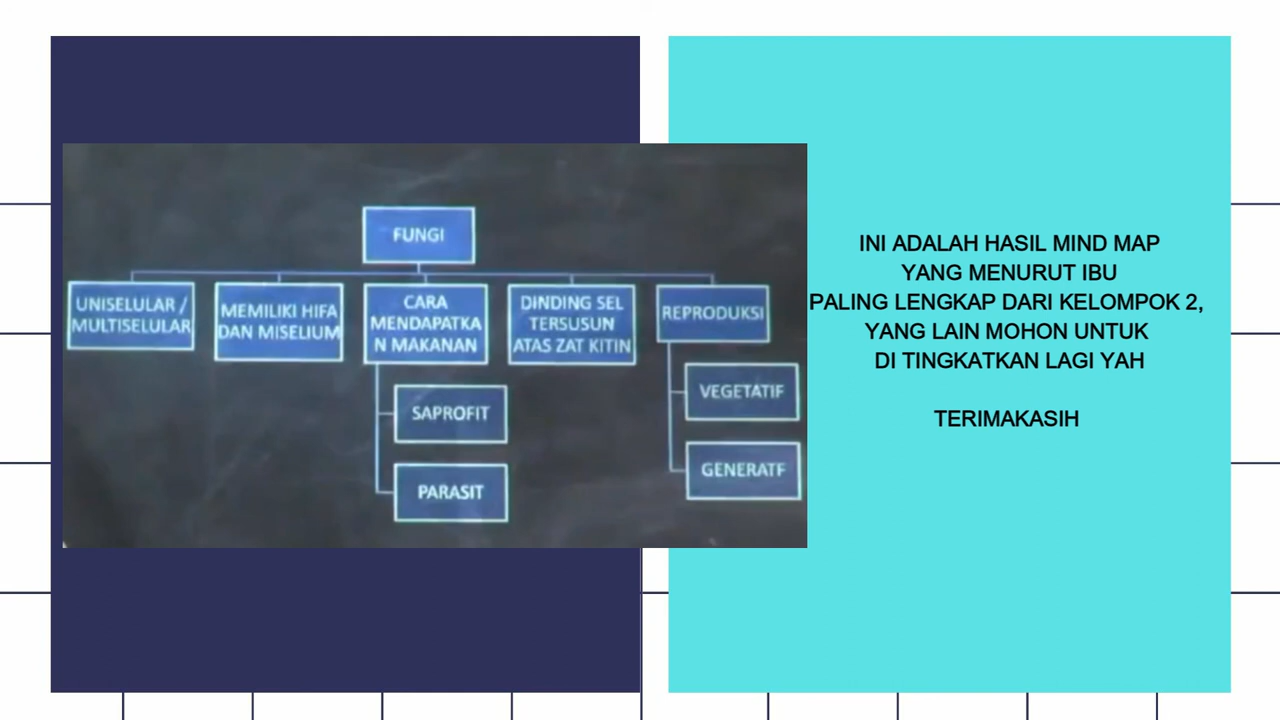 FUNGI
UNISELULAR /
MULTISELULAR
MEMILIKI HIFA
DAN MISELIUM
CARA
MENDAPATKA
N MAKANAN
SAPROFIT
PARASIT
DINDING SEL
TERSUSUN
ATAS ZAT KITIN
REPRODUKSI
VEGETATIF
GENERATF
INI ADALAH HASIL MIND MAP
YANG MENURUT IBU
PALING LENGKAP DARI KELOMPOK 2,
YANG LAIN MOHON UNTUK
DI TINGKATKAN LAGI YAH
TERIMAKASIH